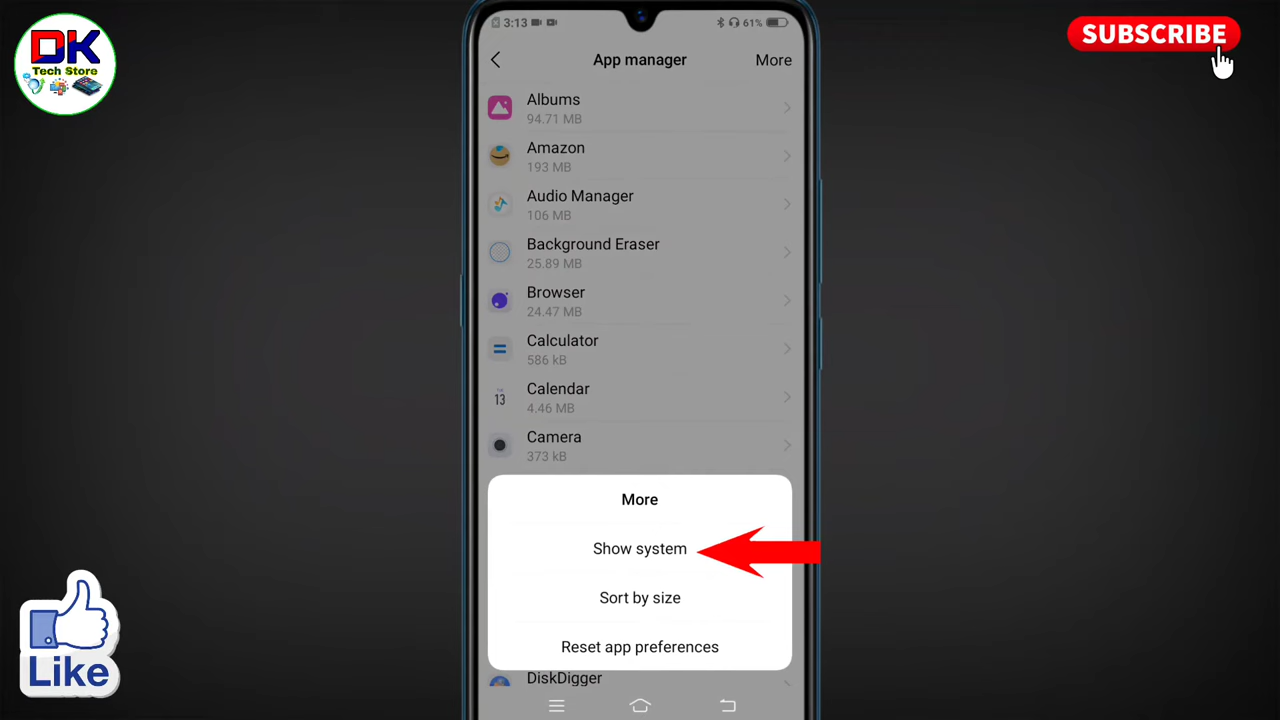 DK
Tech Store
SUBSCRIBE
3:13
61%
App manager
More
Albums
94.71 MB
Amazon
193 MB
Audio Manager
106 MB
Background Eraser
25.89 MB
Browser
24.47 MB
Calculator
586 kB
13
Calendar
4.46 MB
Camera
373 kB
More
Show system
Sort by size
Reset app preferences
DiskDigger
Like